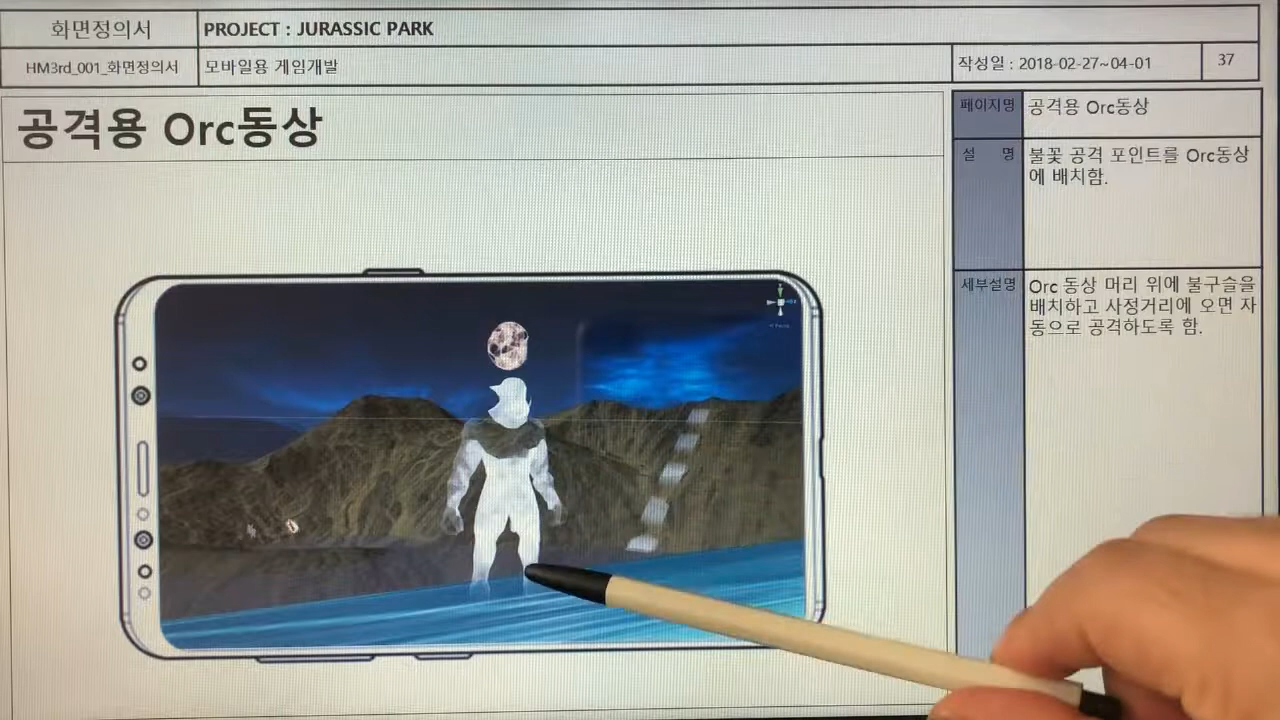 화면정의서
PROJECT : JURASSIC PARK
HM3rd_001_화면정의서
모바일용 게임개발
작성일 : 2018-02-27~04-01
37
공격용 Orc동상
페이지명
공격용 Orc동상
설 명
불꽃 공격 포인트를 Orc동상
에 배치함.
세부설명
Orc 동상 머리 위에 불구슬을
배치하고 사정거리에 오면 자
동으로 공격하도록 함.